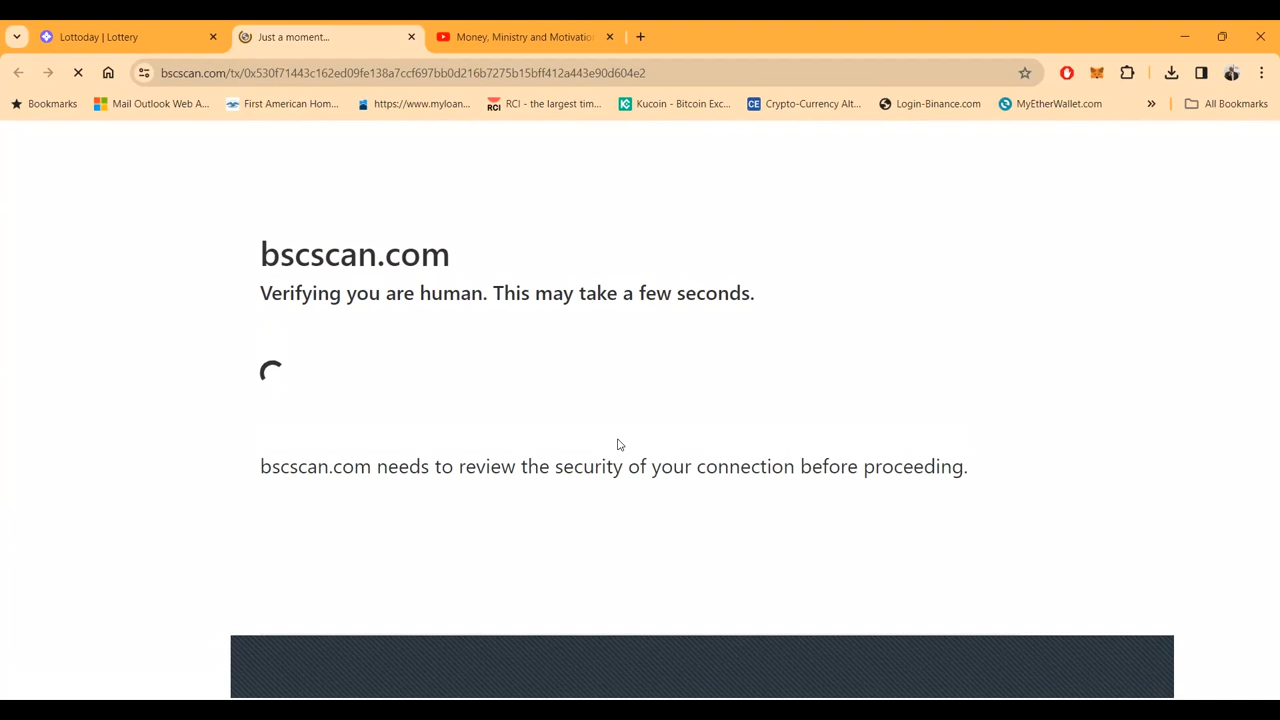 Lottoday | Lottery
Just a moment...
Money, Ministry and Motivatio
bscscan.com/tx/0x530f71443c162ed09fe138a7ccf697bb0d216b7275b15bff412a443e90d604e2
Bookmarks
Mail Outlook Web A...
First American Hom...
https://www.myloan...
RCI RCI - the largest tim...
Kucoin - Bitcoin Exc...
CE Crypto-Currency Alt...
Login-Binance.com
MyEtherWallet.com
All Bookmarks
bscscan.com
Verifying you are human. This may take a few seconds.
bscscan.com needs to review the security of your connection before proceeding.